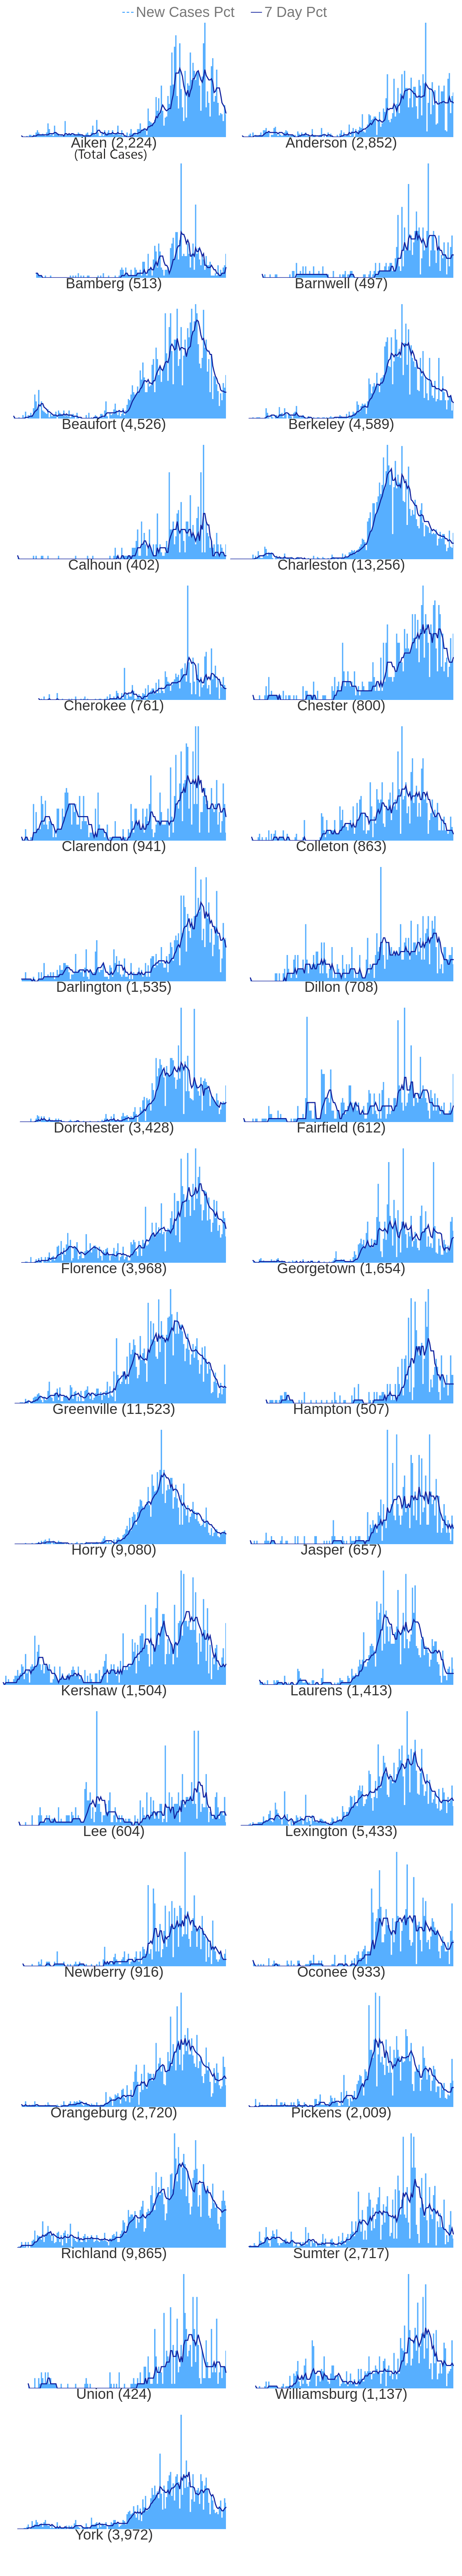 New Cases Pct 7 Day Pct
Aiken (2,224) Anderson (2,852)
(Total Cases)
Bamberg (513) Barnwell (497)
Beaufort (4,526) Berkeley (4,589)
Calhoun (402) Charleston (13,256)
Cherokee (761) Chester (800)
Clarendon (941) Colleton (863)
Darlington (1,535) Dillon (708)
Dorchester (3,428) Fairfield (612)
Florence (3,968) Georgetown (1,654)
Greenville (11,523) Hampton (507)
Horry (9,080) Jasper (657)
Kershaw (1,504) Laurens (1,413)
Lee (604) Lexington (5,433)
Newberry (916) Oconee (933)
Orangeburg (2,720) Pickens (2,009)
Richland (9,865) Sumter (2,717)
Union (424) Williamsburg (1,137)
York (3,972)